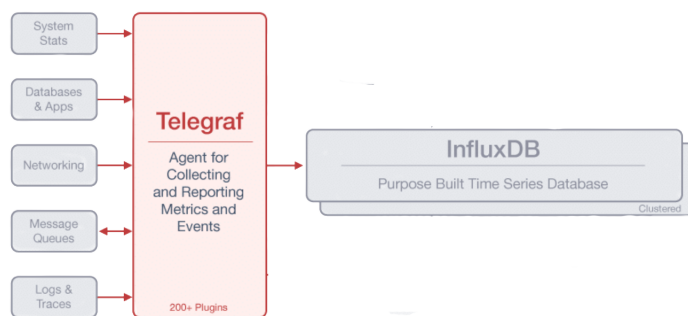 System
Stats
Databases
& Apps
Networking
Message
Queues
Logs &
Traces
Telegraf
Agent for
Collecting
and Reporting
Metrics and
Events
200+ Plugins
InfluxDB
Purpose Built Time Series Database
Clustered